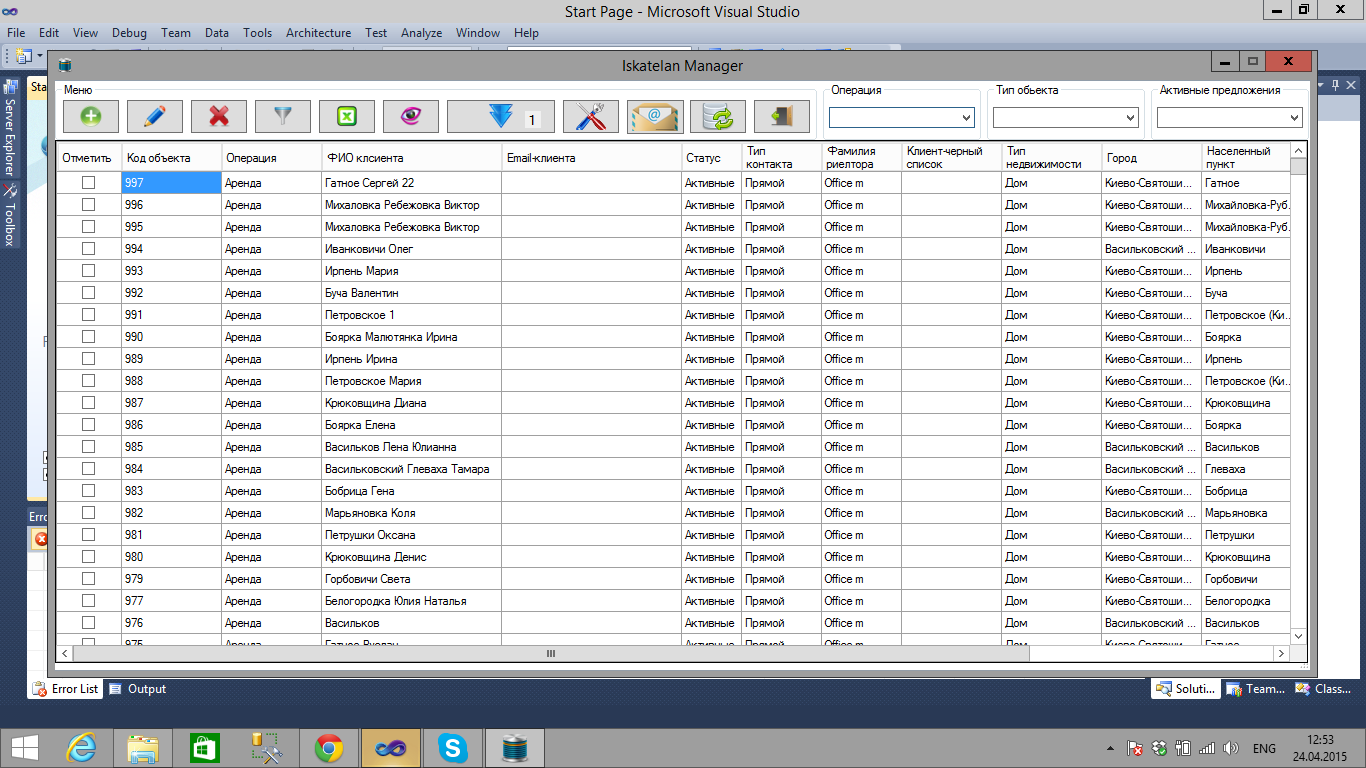 Start Page - Microsoft Visual Studio
File Edit View Debug Team Data Tools Architecture Test Analyze Window Help
Iskatelan Manager
Server Explorer
Toolbox
Меню
1
Операция
Тип объекта
Активные предложения
Отметить Код объекта Операция ФИО клсиента Email-клиента Статус Тип контакта Фамилия риелтора Клиент-черный список Тип недвижимости Город Населенный пункт
997 Аренда Гатное Сергей 22 Активные Прямой Office m Дом Киево-Святоши... Гатное
996 Аренда Михаловка Ребежовка Виктор Активные Прямой Office m Дом Киево-Святоши... Михайловка-Руб...
995 Аренда Михаловка Ребежовка Виктор Активные Прямой Office m Дом Киево-Святоши... Михайловка-Руб...
994 Аренда Иванковичи Олег Активные Прямой Office m Дом Васильковский ... Иванковичи
993 Аренда Ирпень Мария Активные Прямой Office m Дом Киево-Святоши... Ирпень
992 Аренда Буча Валентин Активные Прямой Office m Дом Киево-Святоши... Буча
991 Аренда Петровское 1 Активные Прямой Office m Дом Киево-Святоши... Петровское (Ки...
990 Аренда Боярка Малютянка Ирина Активные Прямой Office m Дом Киево-Святоши... Боярка
989 Аренда Ирпень Ирина Активные Прямой Office m Дом Киево-Святоши... Ирпень
988 Аренда Петровское Мария Активные Прямой Office m Дом Киево-Святоши... Петровское (Ки...
987 Аренда Крюковщина Диана Активные Прямой Office m Дом Киево-Святоши... Крюковщина
986 Аренда Боярка Елена Активные Прямой Office m Дом Киево-Святоши... Боярка
985 Аренда Васильков Лена Юлианна Активные Прямой Office m Дом Васильковский ... Васильков
984 Аренда Васильковский Глеваха Тамара Активные Прямой Office m Дом Васильковский ... Глеваха
983 Аренда Бобрица Гена Активные Прямой Office m Дом Киево-Святоши... Бобрица
982 Аренда Марьяновка Коля Активные Прямой Office m Дом Васильковский ... Марьяновка
981 Аренда Петрушки Оксана Активные Прямой Office m Дом Киево-Святоши... Петрушки
980 Аренда Крюковщина Денис Активные Прямой Office m Дом Киево-Святоши... Крюковщина
979 Аренда Горбовичи Света Активные Прямой Office m Дом Киево-Святоши... Горбовичи
977 Аренда Белогородка Юлия Наталья Активные Прямой Office m Дом Киево-Святоши... Белогородка
976 Аренда Васильков Активные Прямой Office m Дом Васильковский ... Васильков
Error List Output Soluti... Team... Class...
ENG 12:53
24.04.2015